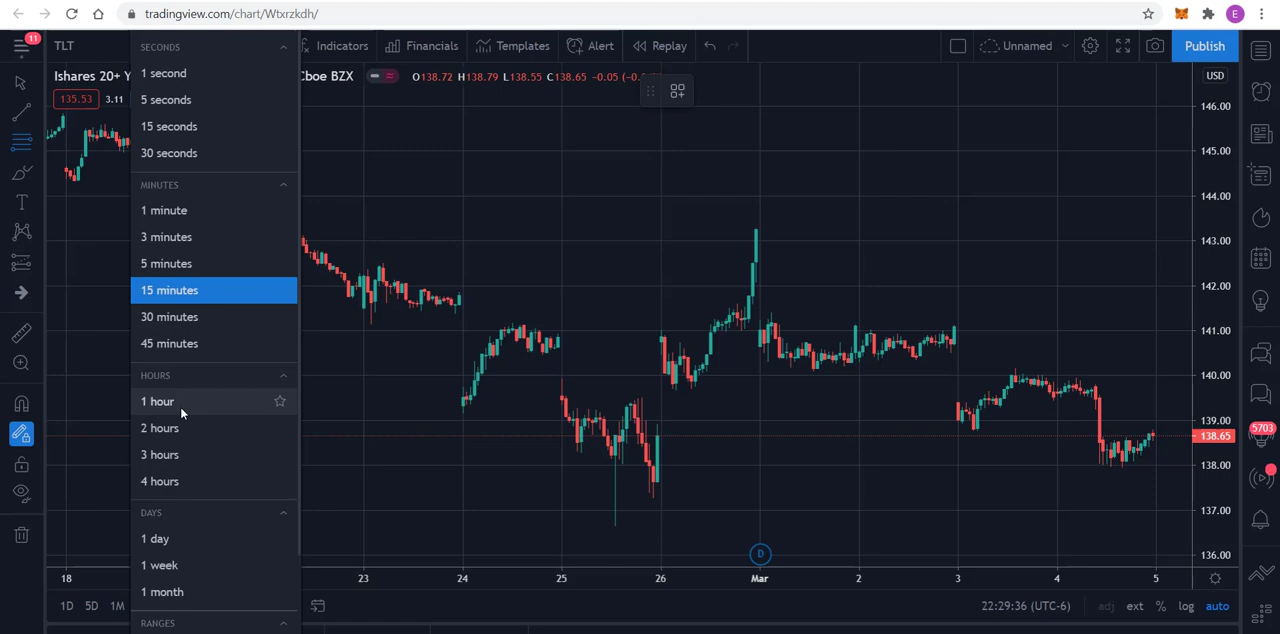 tradingview.com/chart/Wtxrzkdh/
E
11
TLT
SECONDS
Indicators
Financials
Templates
Alert
Replay
Unnamed
Publish
Ishares 20+ Y
Cboe BZX
O138.72 H138.79 L138.55 C138.65 -0.05
USD
135.53 3.11
1 second
5 seconds
15 seconds
30 seconds
MINUTES
1 minute
3 minutes
5 minutes
15 minutes
30 minutes
45 minutes
HOURS
1 hour
2 hours
3 hours
4 hours
DAYS
1 day
1 week
1 month
RANGES
146.00
145.00
144.00
143.00
142.00
141.00
140.00
139.00
138.65
138.00
137.00
136.00
5703
D
18
23
24
25
26
Mar
2
3
4
5
1D 5D 1M
22:29:36 (UTC-6)
adj ext % log auto